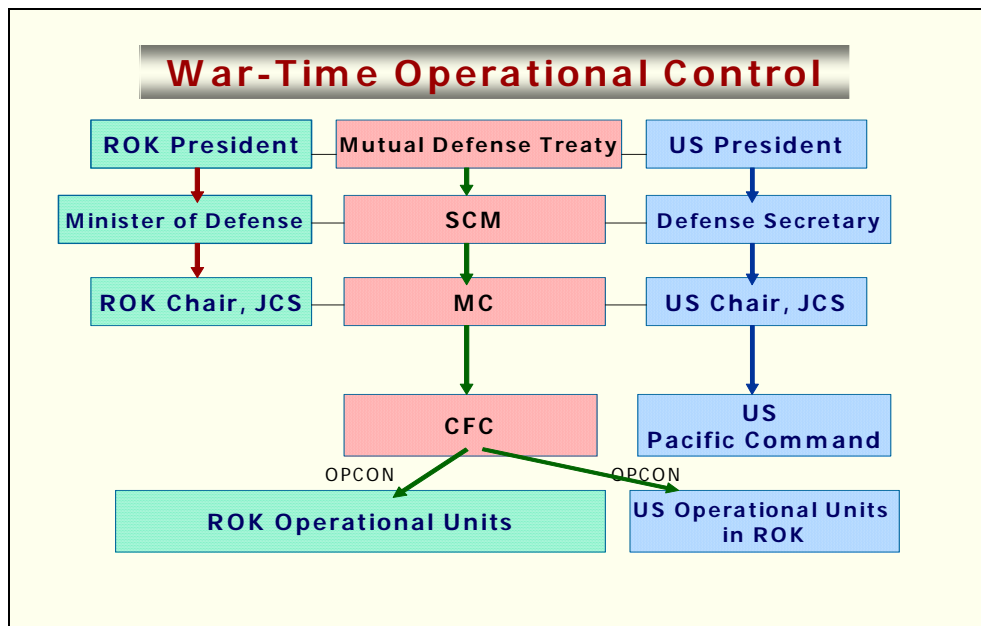 War-Time Operational Control
ROK President
Mutual Defense Treaty
US President
Minister of Defense
SCM
Defense Secretary
ROK Chair, JCS
MC
US Chair, JCS
CFC
US
Pacific Command
OPCON
OPCON
ROK Operational Units
US Operational Units
in ROK